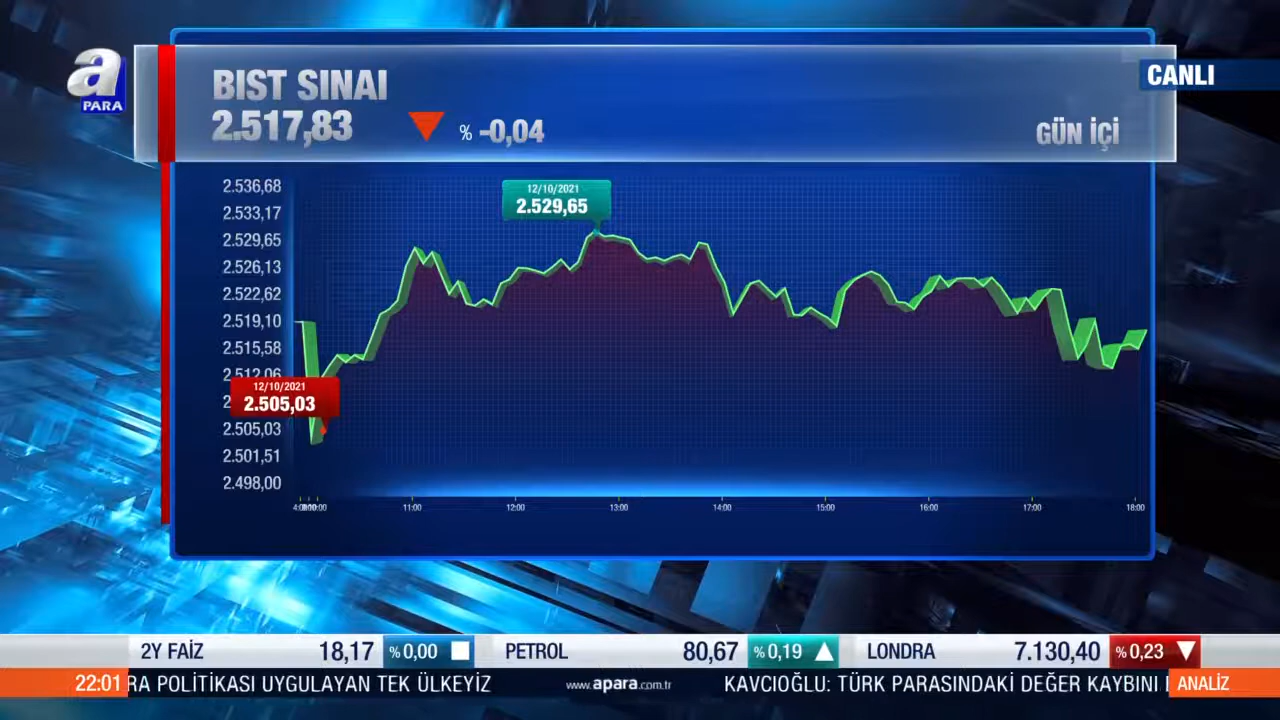 a
PARA
BIST SINAI
CANLI
2.517,83
% -0,04
GÜN İÇİ
2.536,68
2.533,17
2.529,65
2.526,13
2.522,62
2.519,10
2.515,58
2.512,06
2.505,03
2.501,51
2.498,00
12/10/2021
2.529,65
12/10/2021
2.505,03
11:00
12:00
13:00
14:00
15:00
16:00
17:00
18:00
2Y FAİZ 18,17 % 0,00
PETROL 80,67 % 0,19
LONDRA 7.130,40 % 0,23
22:01
RA POLİTİKASI UYGULAYAN TEK ÜLKEYİZ
www.apara.com.tr
KAVCIOĞLU: TÜRK PARASINDAKİ DEĞER KAYBINI
ANALİZ